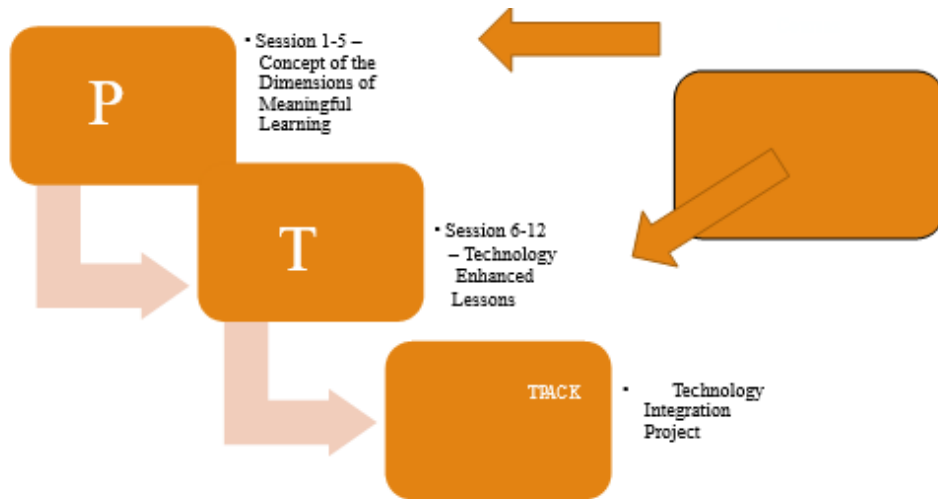 P
• Session 1-5 –
Concept of the
Dimensions of
Meaningful
Learning
T
• Session 6-12
– Technology
Enhanced
Lessons
TPACK
• Technology
Integration
Project